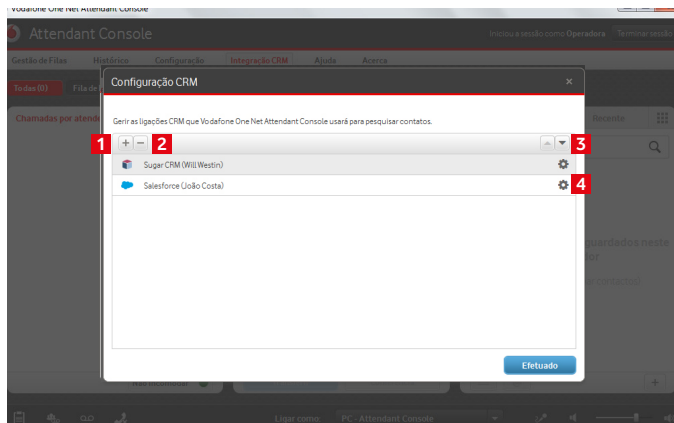 Vodafone One Net Attendant Console
Attendant Console
Iniciou a sessão como Operadora Terminar sessão
Gestão de Filas Histórico Configuração Integração CRM Ajuda Acerca
Todas (0) Fila de
Configuração CRM ×
Chamadas por atende
Recente
Gerir as ligações CRM que Vodafone One Net Attendant Console usará para pesquisar contatos.
1 + − 2 3
Sugar CRM (Will Westin)
Salesforce (João Costa) 4
guardados neste
Efetuado
+
Ligar como PC - Attendant Console